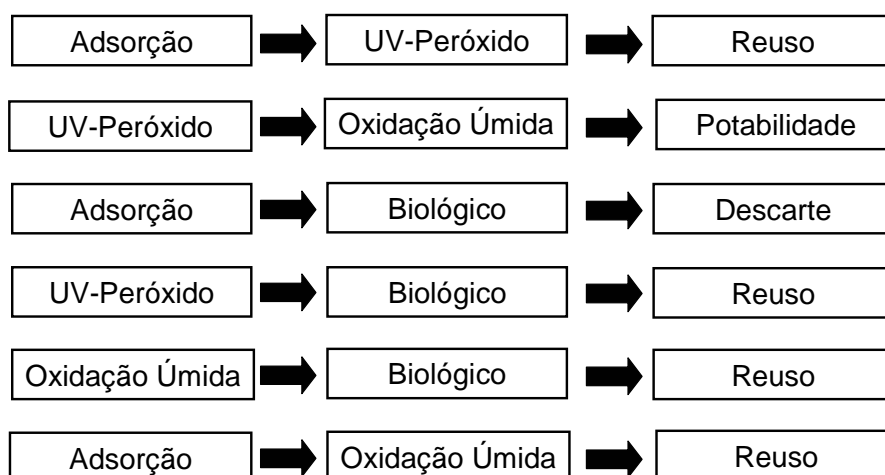 Adsorção UV-Peróxido Reuso
UV-Peróxido Oxidação Úmida Potabilidade
Adsorção Biológico Descarte
UV-Peróxido Biológico Reuso
Oxidação Úmida Biológico Reuso
Adsorção Oxidação Úmida Reuso